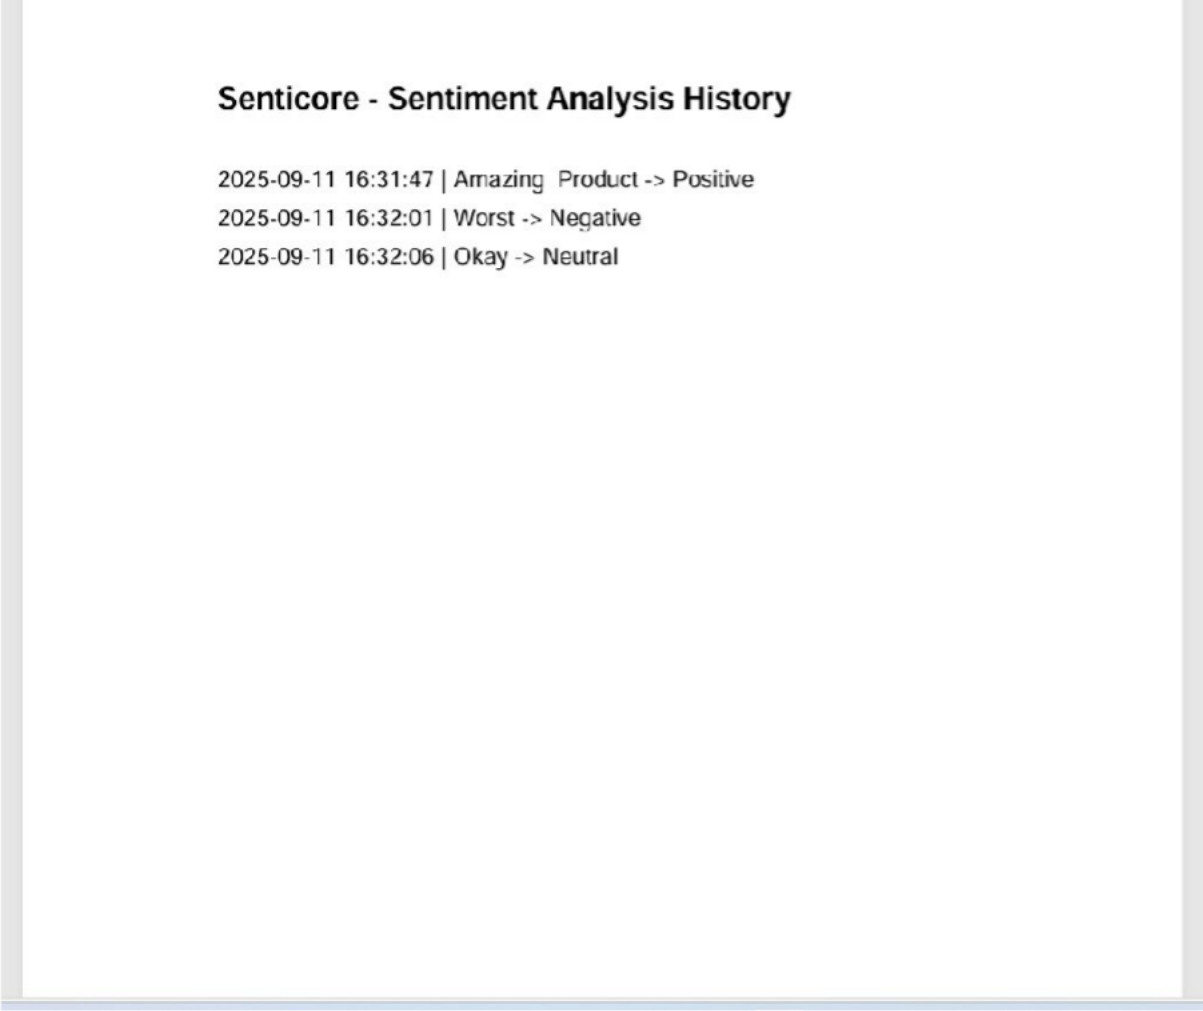 Senticore - Sentiment Analysis History
2025-09-11 16:31:47 | Amazing  Product -> Positive
2025-09-11 16:32:01 | Worst -> Negative
2025-09-11 16:32:06 | Okay -> Neutral